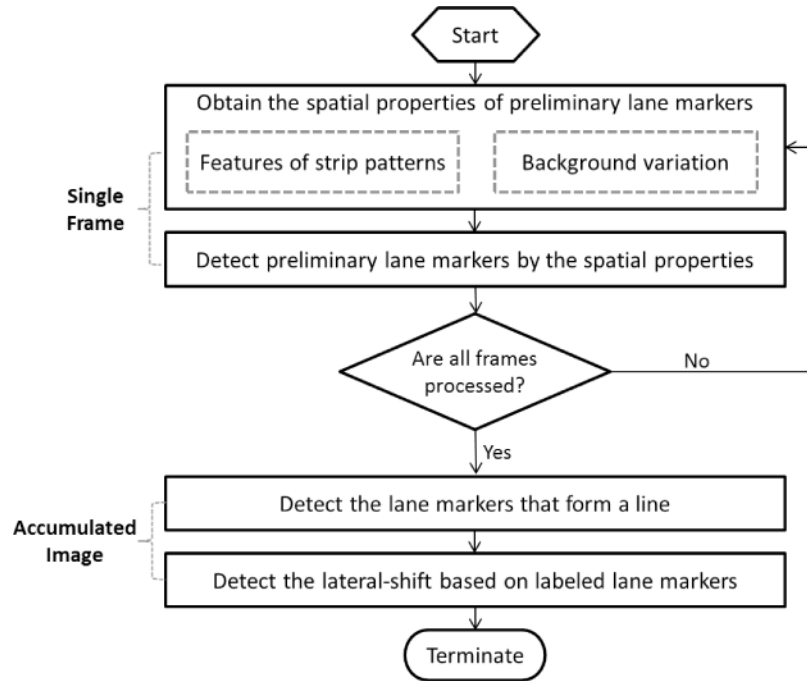 Start
Obtain the spatial properties of preliminary lane markers
Features of strip patterns
Background variation
Single
Frame
Detect preliminary lane markers by the spatial properties
Are all frames
processed?
No
Yes
Detect the lane markers that form a line
Accumulated
Image
Detect the lateral-shift based on labeled lane markers
Terminate